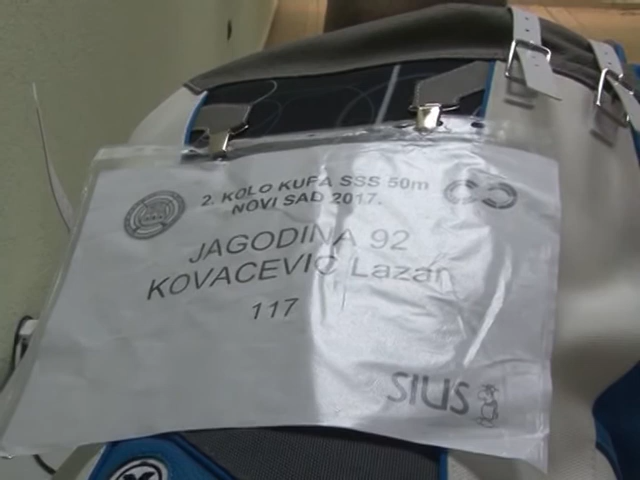 2. KOLO KUPA SSS 50m
NOVI SAD 2017.
JAGODINA 92
KOVACEVIC Lazar
117
SIUS